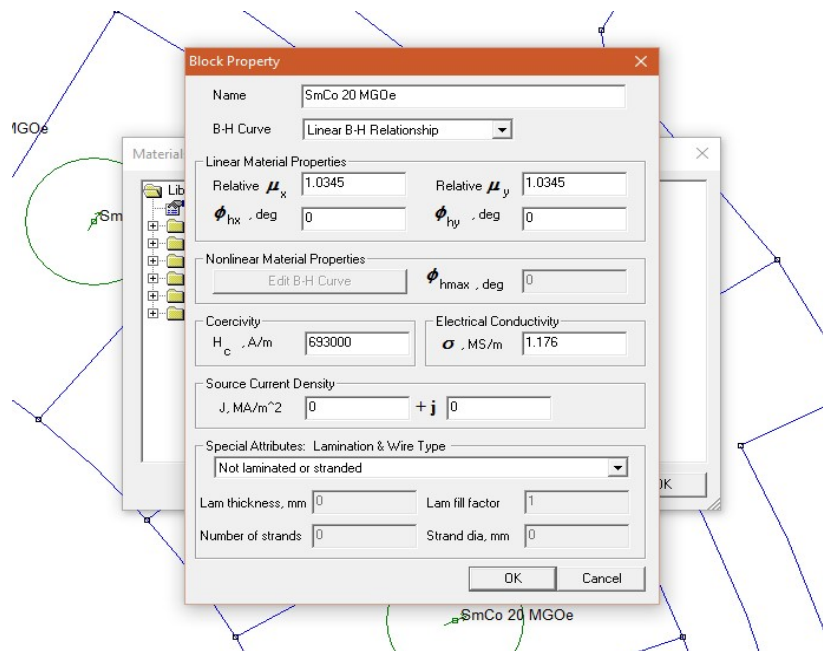 Block Property
Name SmCo 20 MGOe
MGOe
B-H Curve Linear B-H Relationship
Material
Linear Material Properties
Relative μx 1.0345 Relative μy 1.0345
Lib
ϕhx , deg 0 ϕhy , deg 0
Sm
Nonlinear Material Properties
Edit B-H Curve ϕhmax , deg 0
Coercivity Electrical Conductivity
Hc , A/m 693000 σ , MS/m 1.176
Source Current Density
J, MA/m^2 0 + j 0
Special Attributes: Lamination & Wire Type
Not laminated or stranded
OK
Lam thickness, mm 0 Lam fill factor 1
Number of strands 0 Strand dia, mm 0
OK Cancel
SmCo 20 MGOe